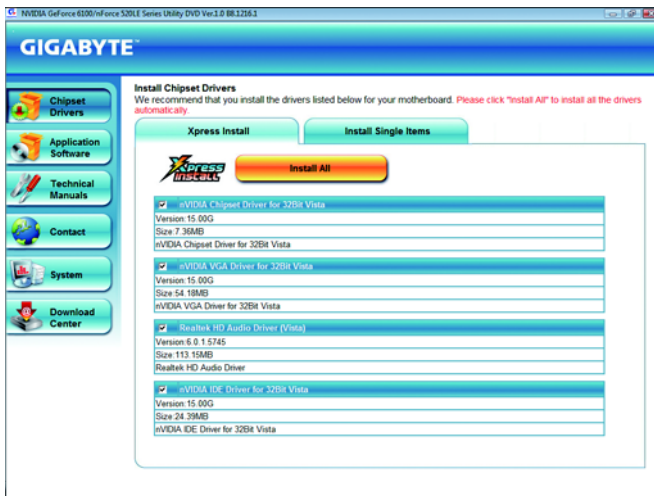 NVIDIA GeForce 6100/nForce 520LE Series Utility DVD Ver.1.0 B8.1216.1
GIGABYTE™
Chipset
Drivers
Application
Software
Technical
Manuals
Contact
System
Download
Center
Install Chipset Drivers
We recommend that you install the drivers listed below for your motherboard. Please click "Install All" to install all the drivers
automatically.
Xpress Install
Install Single Items
Xpress
Install
Install All
nVIDIA Chipset Driver for 32Bit Vista
Version:15.00G
Size:7.36MB
nVIDIA Chipset Driver for 32Bit Vista
nVIDIA VGA Driver for 32Bit Vista
Version:15.00G
Size:54.18MB
nVIDIA VGA Driver for 32Bit Vista
Realtek HD Audio Driver (Vista)
Version:6.0.1.5745
Size:113.15MB
Realtek HD Audio Driver
nVIDIA IDE Driver for 32Bit Vista
Version:15.00G
Size:24.39MB
nVIDIA IDE Driver for 32Bit Vista